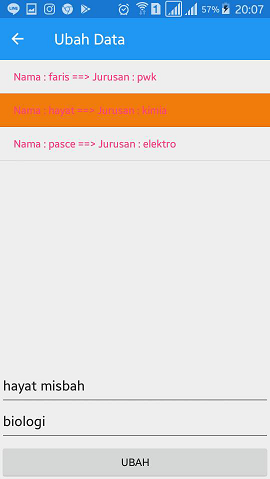 57% 20:07
Ubah Data
Nama : faris ==> Jurusan : pwk
Nama : hayat ==> Jurusan : kimia
Nama : pasce ==> Jurusan : elektro
hayat misbah
biologi
UBAH